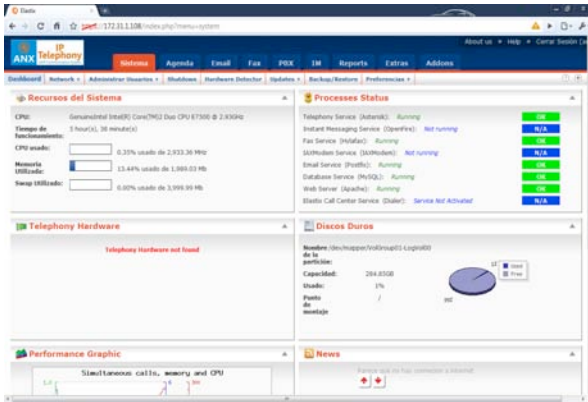 Elastix
https://172.31.1.108/index.php?menu=system
About us Help Cerrar Sesión
ANX IP Telephony
Sistema Agenda Email Fax PBX IM Reports Extras Addons
Dashboard Network Administrar Usuarios Shutdown Hardware Detector Updates Backup/Restore Preferencias
Recursos del Sistema
CPU: GenuineIntel Intel(R) Core(TM)2 Duo CPU E7500 @ 2.93GHz
Tiempo de funcionamiento: 5 hour(s), 38 minute(s)
CPU usado: 0.35% usado de 2,933.36 MHz
Memoria Utilizada: 13.44% usado de 1,989.03 Mb
Swap Utilizado: 0.00% usado de 3,999.99 Mb
Processes Status
Telephony Service (Asterisk): Running OK
Instant Messaging Service (OpenFire): Not running N/A
Fax Service (Hylafax): Running OK
IAXModem Service (IAXModem): Not running N/A
Email Service (Postfix): Running OK
Database Service (MySQL): Running OK
Web Server (Apache): Running OK
Elastix Call Center Service (Dialer): Service Not Activated N/A
Telephony Hardware
Telephony Hardware not found
Discos Duros
Nombre de la partición: /dev/mapper/VolGroup01-LogVol00
Capacidad: 284.85GB
Usado: 1%
Punto de montaje /
Used
Free
Performance Graphic
Simultaneous calls, memory and CPU
News